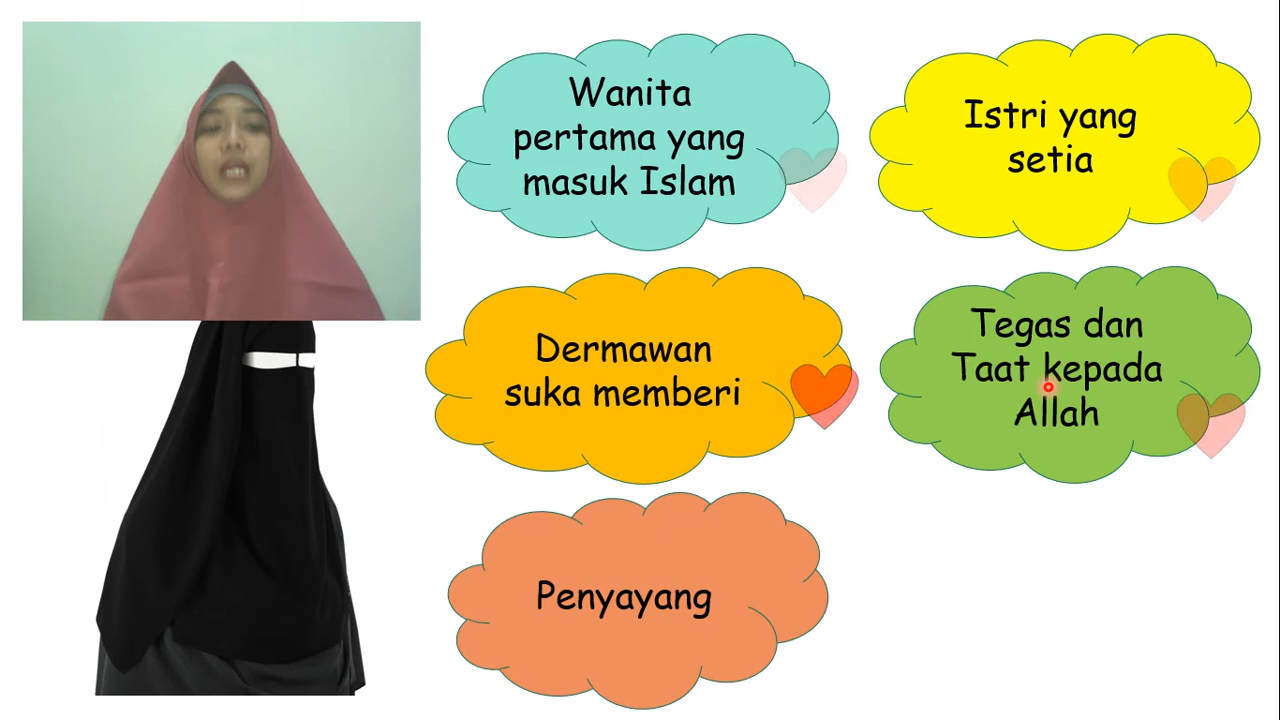 Wanita
pertama yang
masuk Islam
Istri yang
setia
Dermawan
suka memberi
Tegas dan
Taat kepada
Allah
Penyayang